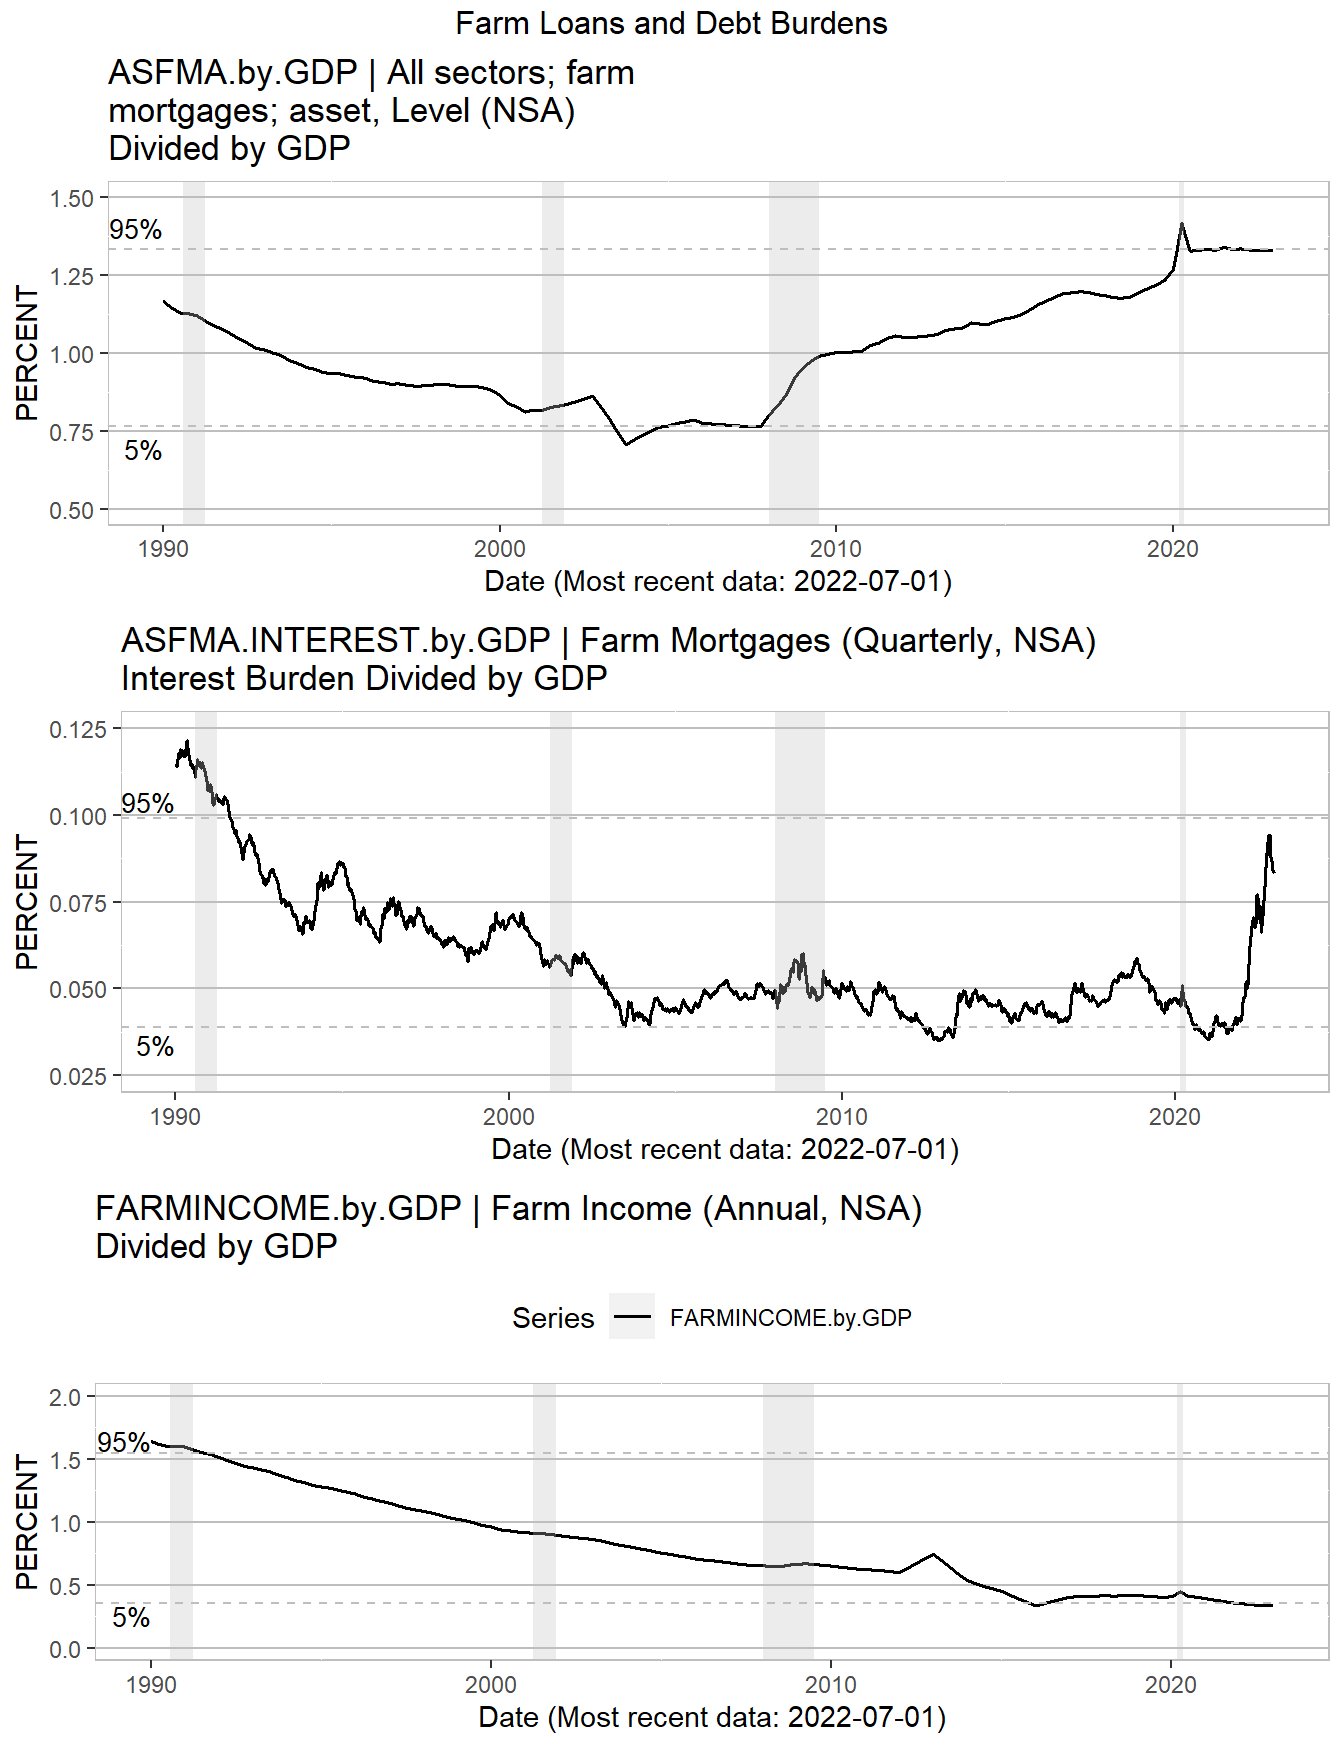 Farm Loans and Debt Burdens
ASFMA.by.GDP | All sectors; farm
mortgages; asset, Level (NSA)
Divided by GDP
PERCENT
1.50
95%
1.25
1.00
0.75
5%
0.50
1990 2000 2010 2020
Date (Most recent data: 2022-07-01)
ASFMA.INTEREST.by.GDP | Farm Mortgages (Quarterly, NSA)
Interest Burden Divided by GDP
PERCENT
0.125
95%
0.100
0.075
0.050
5%
0.025
1990 2000 2010 2020
Date (Most recent data: 2022-07-01)
FARMINCOME.by.GDP | Farm Income (Annual, NSA)
Divided by GDP
Series FARMINCOME.by.GDP
PERCENT
2.0
95%
1.5
1.0
0.5
5%
0.0
1990 2000 2010 2020
Date (Most recent data: 2022-07-01)